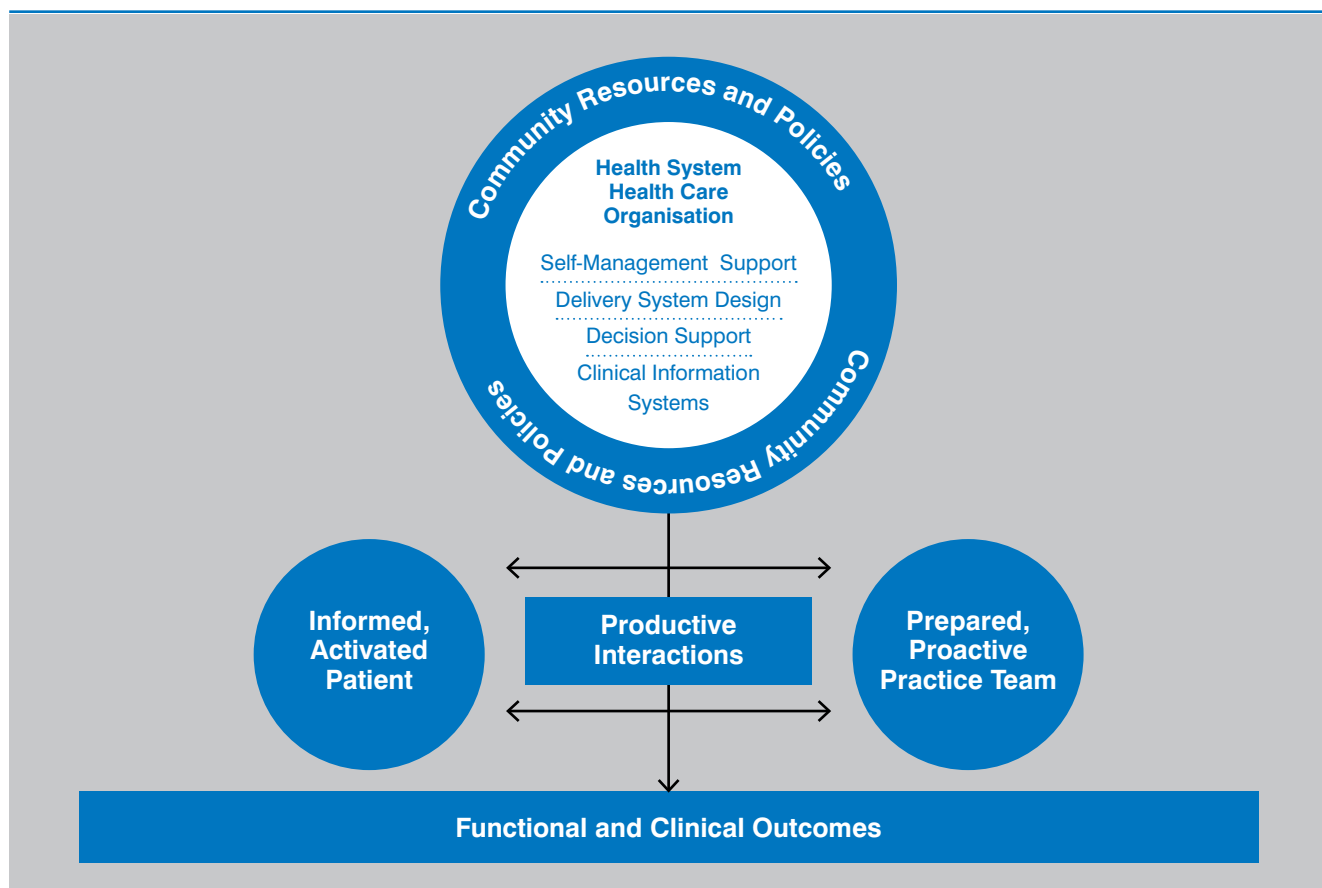 Community Resources and Policies
Health System
Health Care
Organisation
Self-Management Support
Delivery System Design
Decision Support
Clinical Information
Systems
Community Resources and Policies
Informed,
Activated
Patient
Productive
Interactions
Prepared,
Proactive
Practice Team
Functional and Clinical Outcomes